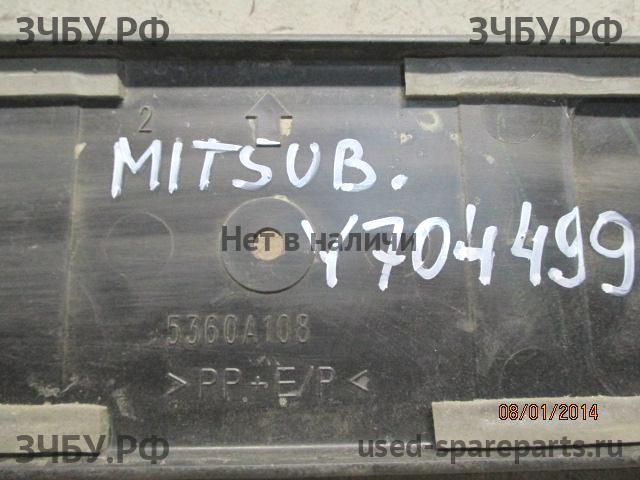 ЗЧБУ.РФ
ЗЧБУ.РФ
2
MITSUB.
Нет в наличи
Y704499
5360A108
>PP+E/P<
08/01/2014
ЗЧБУ.РФ
used-spareparts.ru